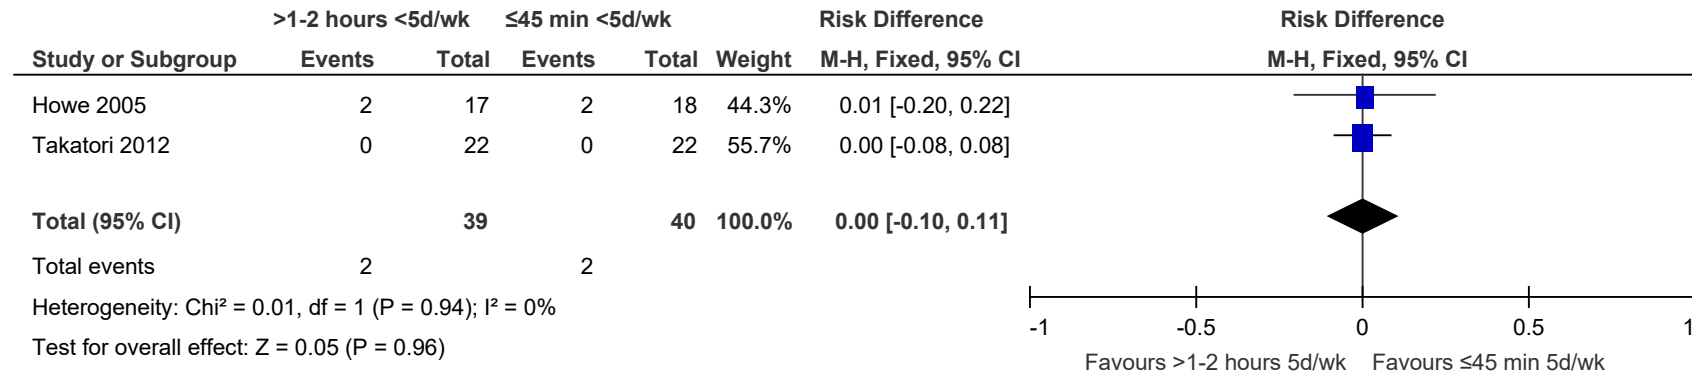 >1-2 hours <5d/wk ≤45 min <5d/wk Risk Difference Risk Difference
Study or Subgroup Events Total Events Total Weight M-H, Fixed, 95% CI M-H, Fixed, 95% CI
Howe 2005 2 17 2 18 44.3% 0.01 [-0.20, 0.22]
Takatori 2012 0 22 0 22 55.7% 0.00 [-0.08, 0.08]
Total (95% CI) 39 40 100.0% 0.00 [-0.10, 0.11]
Total events 2 2
Heterogeneity: Chi² = 0.01, df = 1 (P = 0.94); I² = 0%
Test for overall effect: Z = 0.05 (P = 0.96)
-1 -0.5 0 0.5 1
Favours >1-2 hours 5d/wk Favours ≤45 min 5d/wk